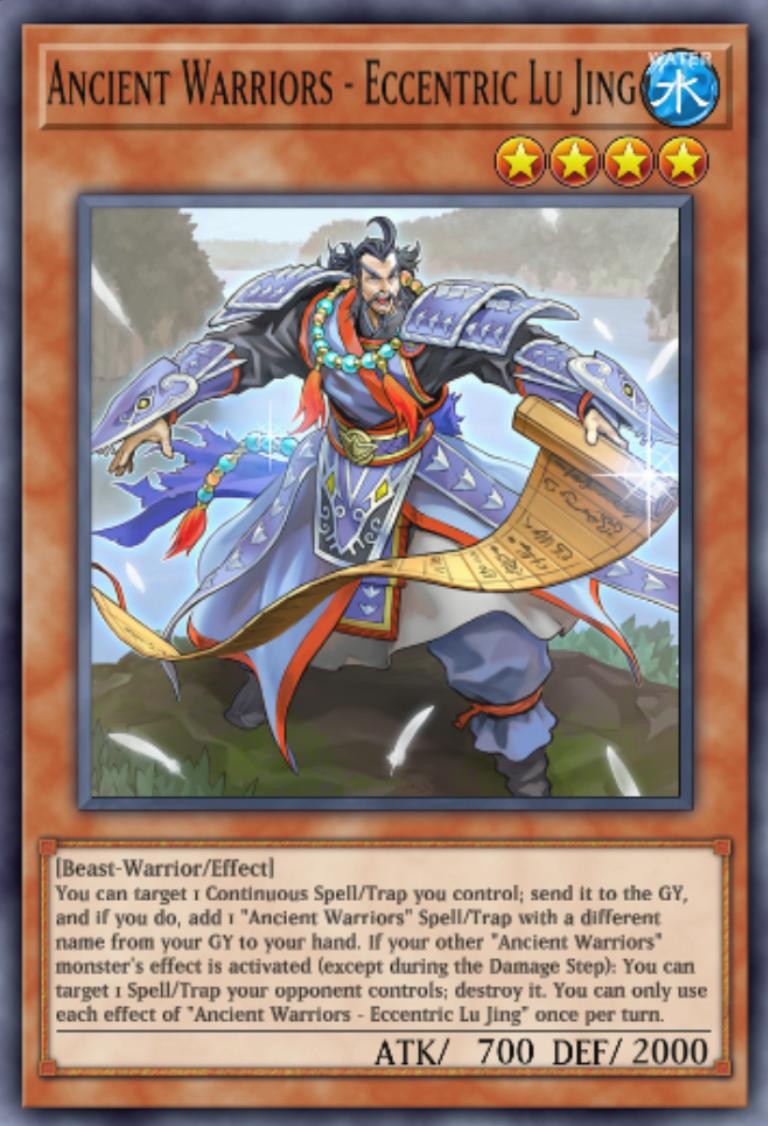 ANCIENT WARRIORS - ECCENTRIC LU JING
WATER
水
[Beast-Warrior/Effect]
You can target 1 Continuous Spell/Trap you control; send it to the GY,
and if you do, add 1 "Ancient Warriors" Spell/Trap with a different
name from your GY to your hand. If your other "Ancient Warriors"
monster's effect is activated (except during the Damage Step): You can
target 1 Spell/Trap your opponent controls; destroy it. You can only use
each effect of "Ancient Warriors - Eccentric Lu Jing" once per turn.
ATK/ 700 DEF/ 2000